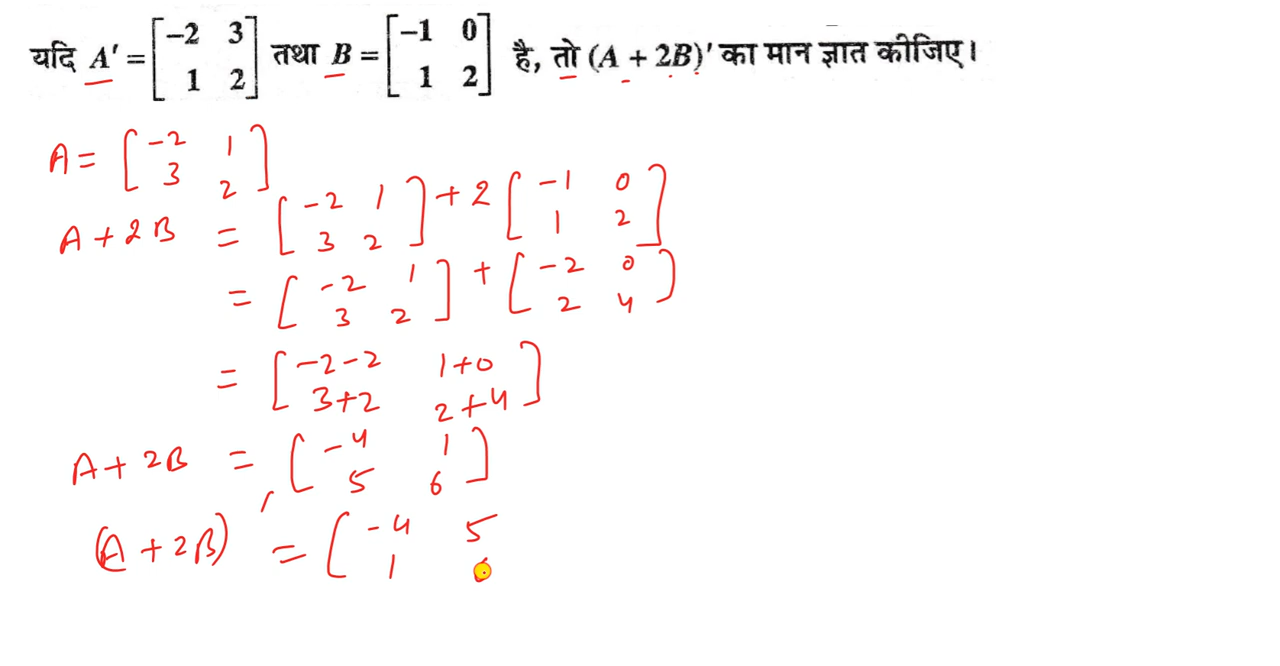 यदि A' = [-2 3; 1 2] तथा B = [-1 0; 1 2] है, तो (A + 2B)' का मान ज्ञात कीजिए।
A = [-2 1; 3 2]
A + 2B = [-2 1; 3 2] + 2 [-1 0; 1 2]
= [-2 1; 3 2] + [-2 0; 2 4]
= [-2-2 1+0; 3+2 2+4]
A + 2B = [-4 1; 5 6]
(A + 2B)' = [-4 5; 1 6